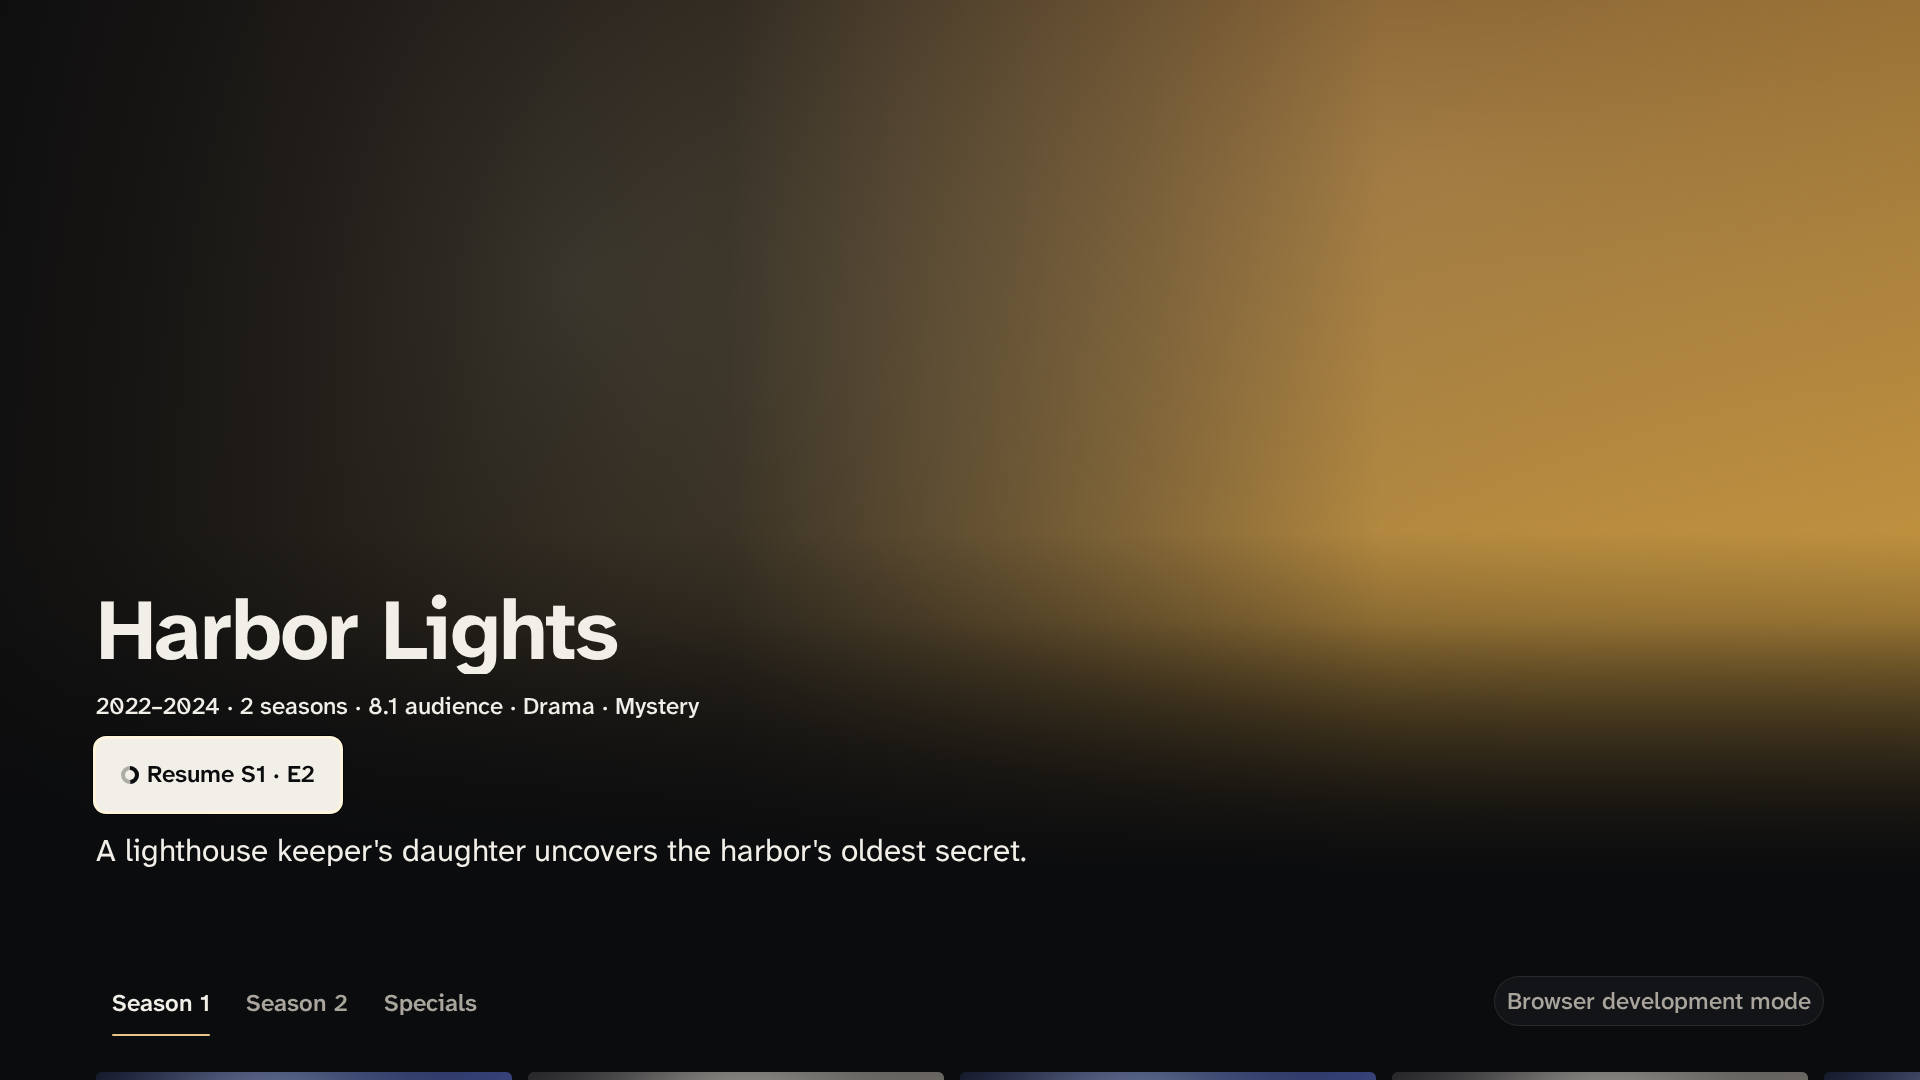 Harbor Lights
2022–2024 · 2 seasons · 8.1 audience · Drama · Mystery
Resume S1 · E2
A lighthouse keeper's daughter uncovers the harbor's oldest secret.
Season 1 Season 2 Specials
Browser development mode